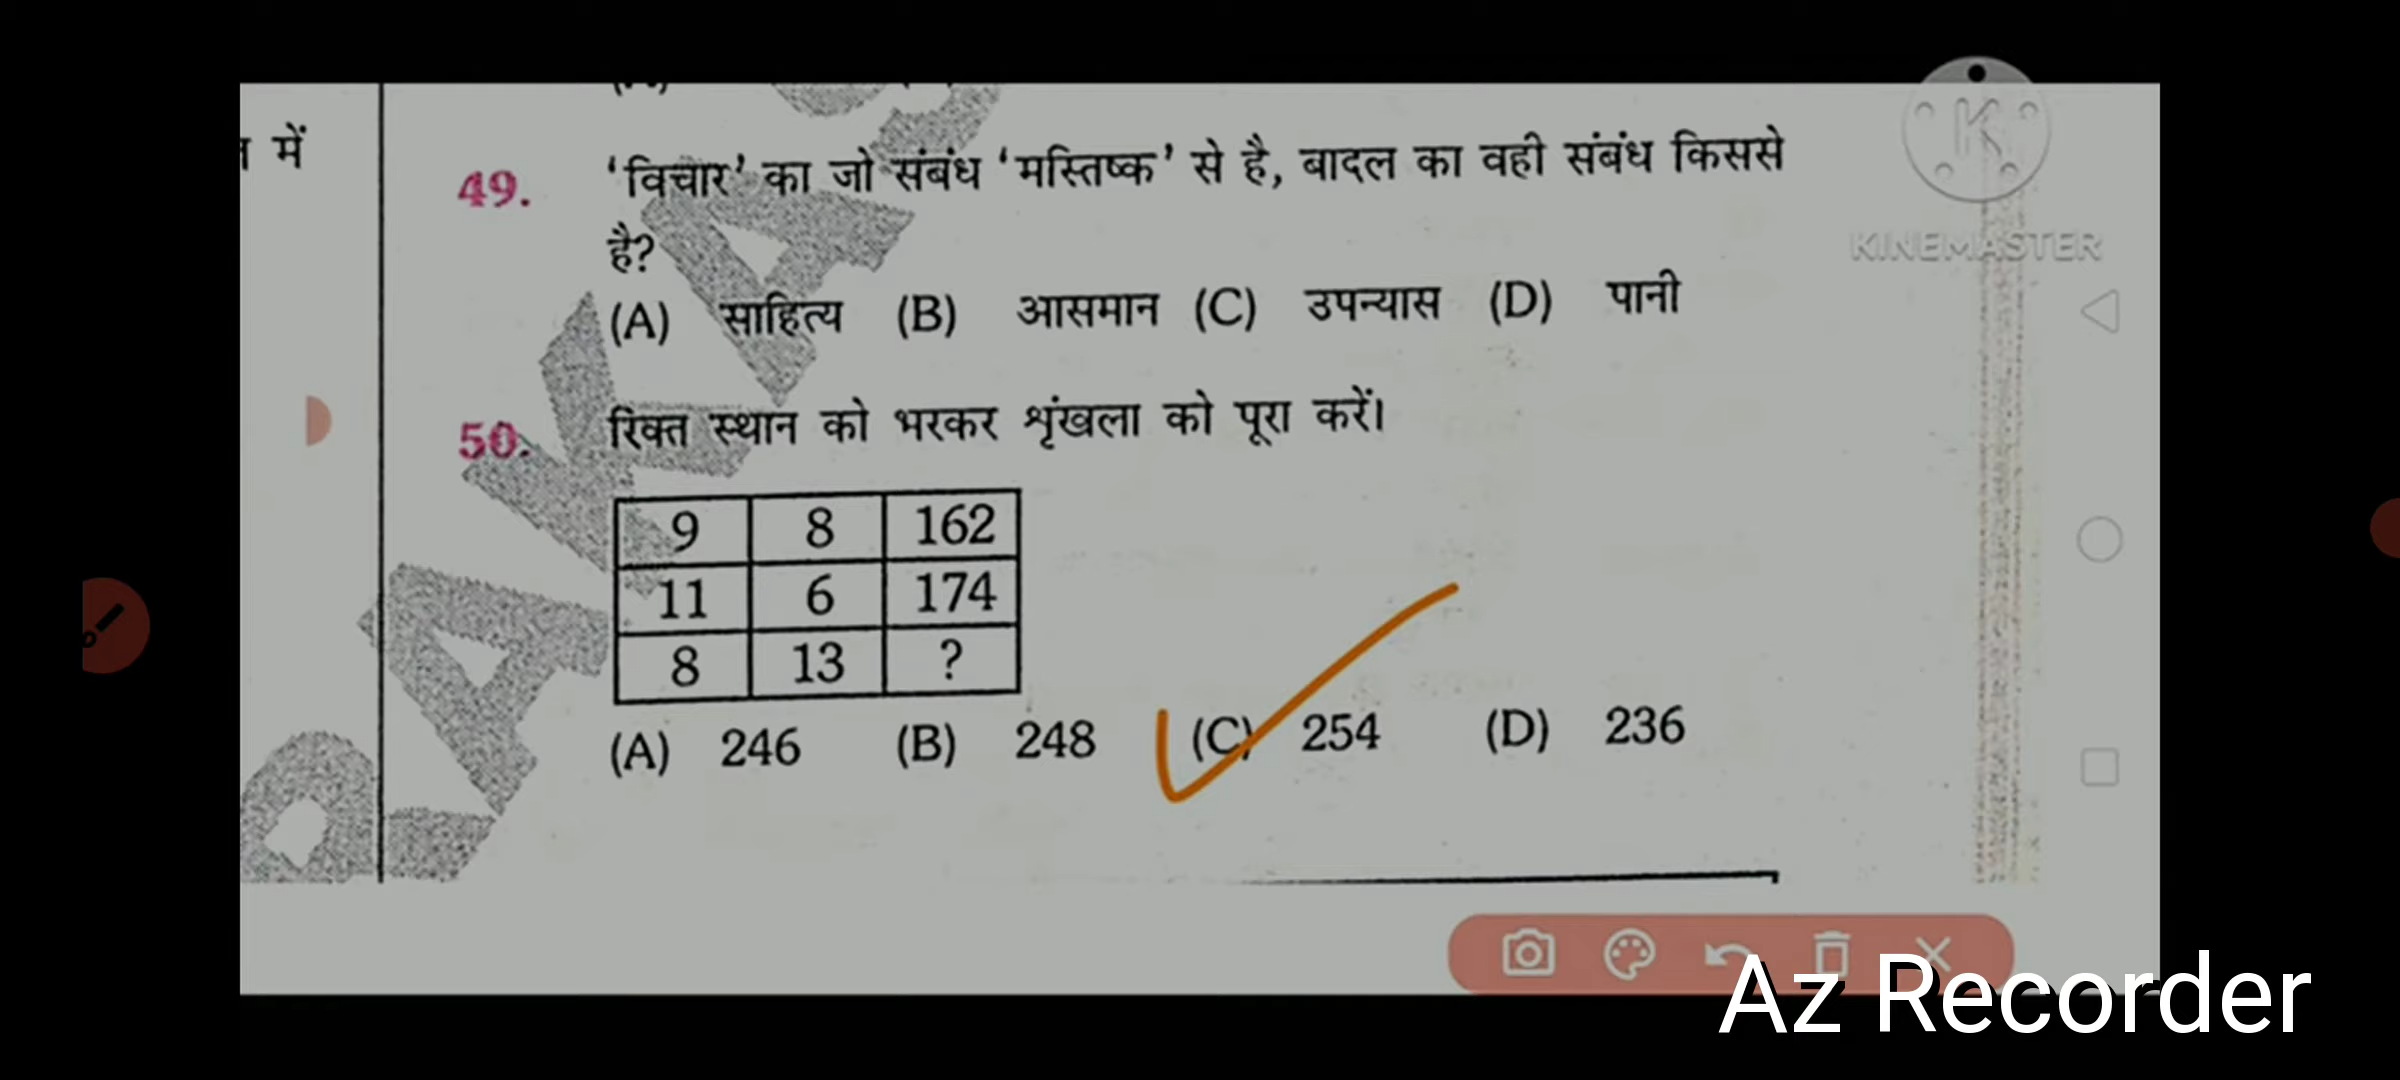 में
49. ‘विचार’ का जो संबंध ‘मस्तिष्क’ से है, बादल का वही संबंध किससे
है?
(A) साहित्य (B) आसमान (C) उपन्यास (D) पानी
50. रिक्त स्थान को भरकर शृंखला को पूरा करें।
9 8 162
11 6 174
8 13 ?
(A) 246 (B) 248 (C) 254 (D) 236
K
KINEMASTER
Az Recorder